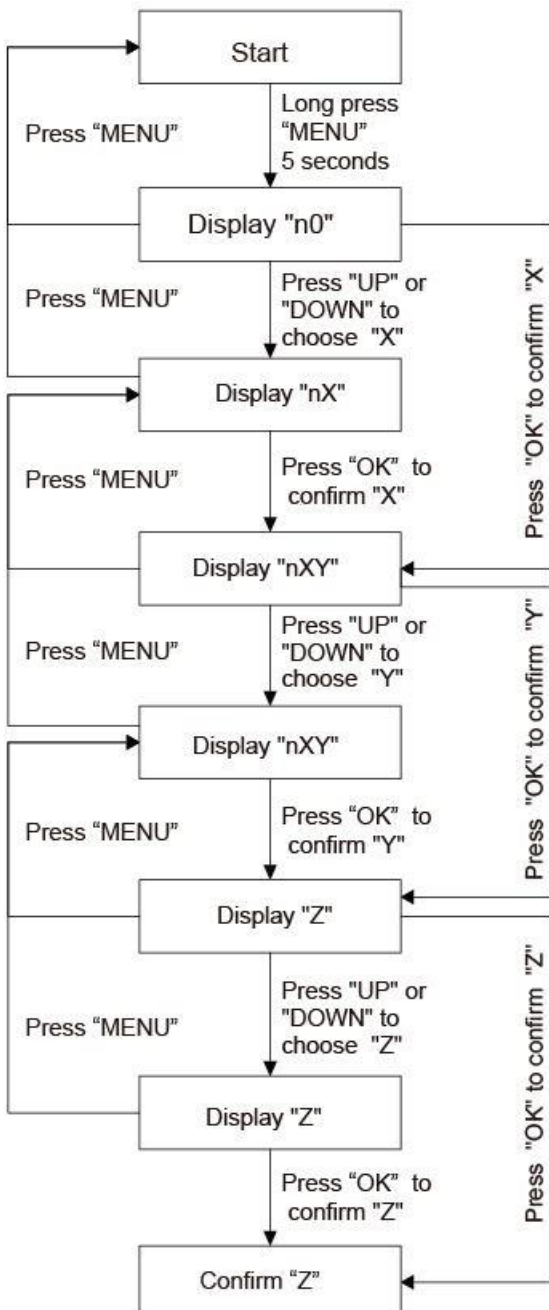 Start
Press “MENU”
Long press
“MENU”
5 seconds
Display "n0"
Press “MENU”
Press "UP" or
"DOWN" to
choose "X"
Press "OK" to confirm "X"
Display "nX"
Press “MENU”
Press “OK” to
confirm "X"
Display "nXY"
Press “MENU”
Press "UP" or
"DOWN" to
choose "Y"
Press "OK" to confirm "Y"
Display "nXY"
Press “MENU”
Press “OK” to
confirm "Y"
Display "Z"
Press “MENU”
Press "UP" or
"DOWN" to
choose "Z"
Press "OK" to confirm "Z"
Display "Z"
Press “OK” to
confirm "Z"
Confirm “Z”